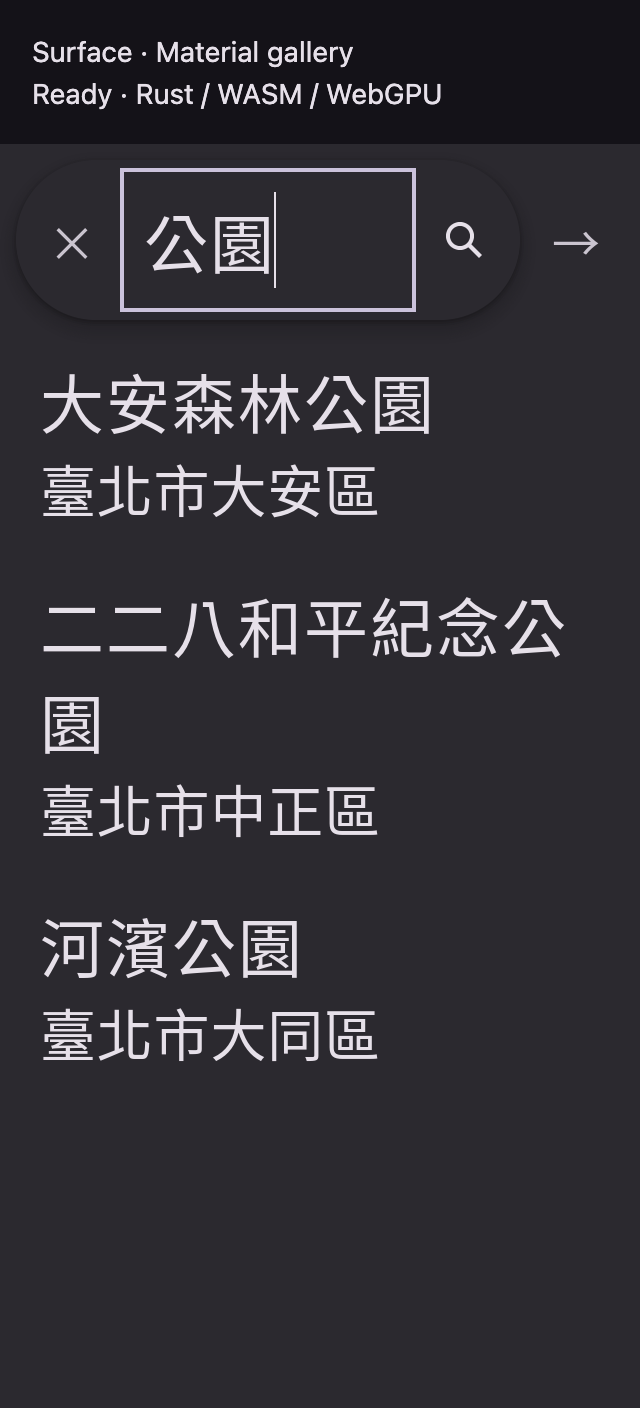 Surface · Material gallery
Ready · Rust / WASM / WebGPU
公園
大安森林公園
臺北市大安區
二二八和平紀念公
園
臺北市中正區
河濱公園
臺北市大同區